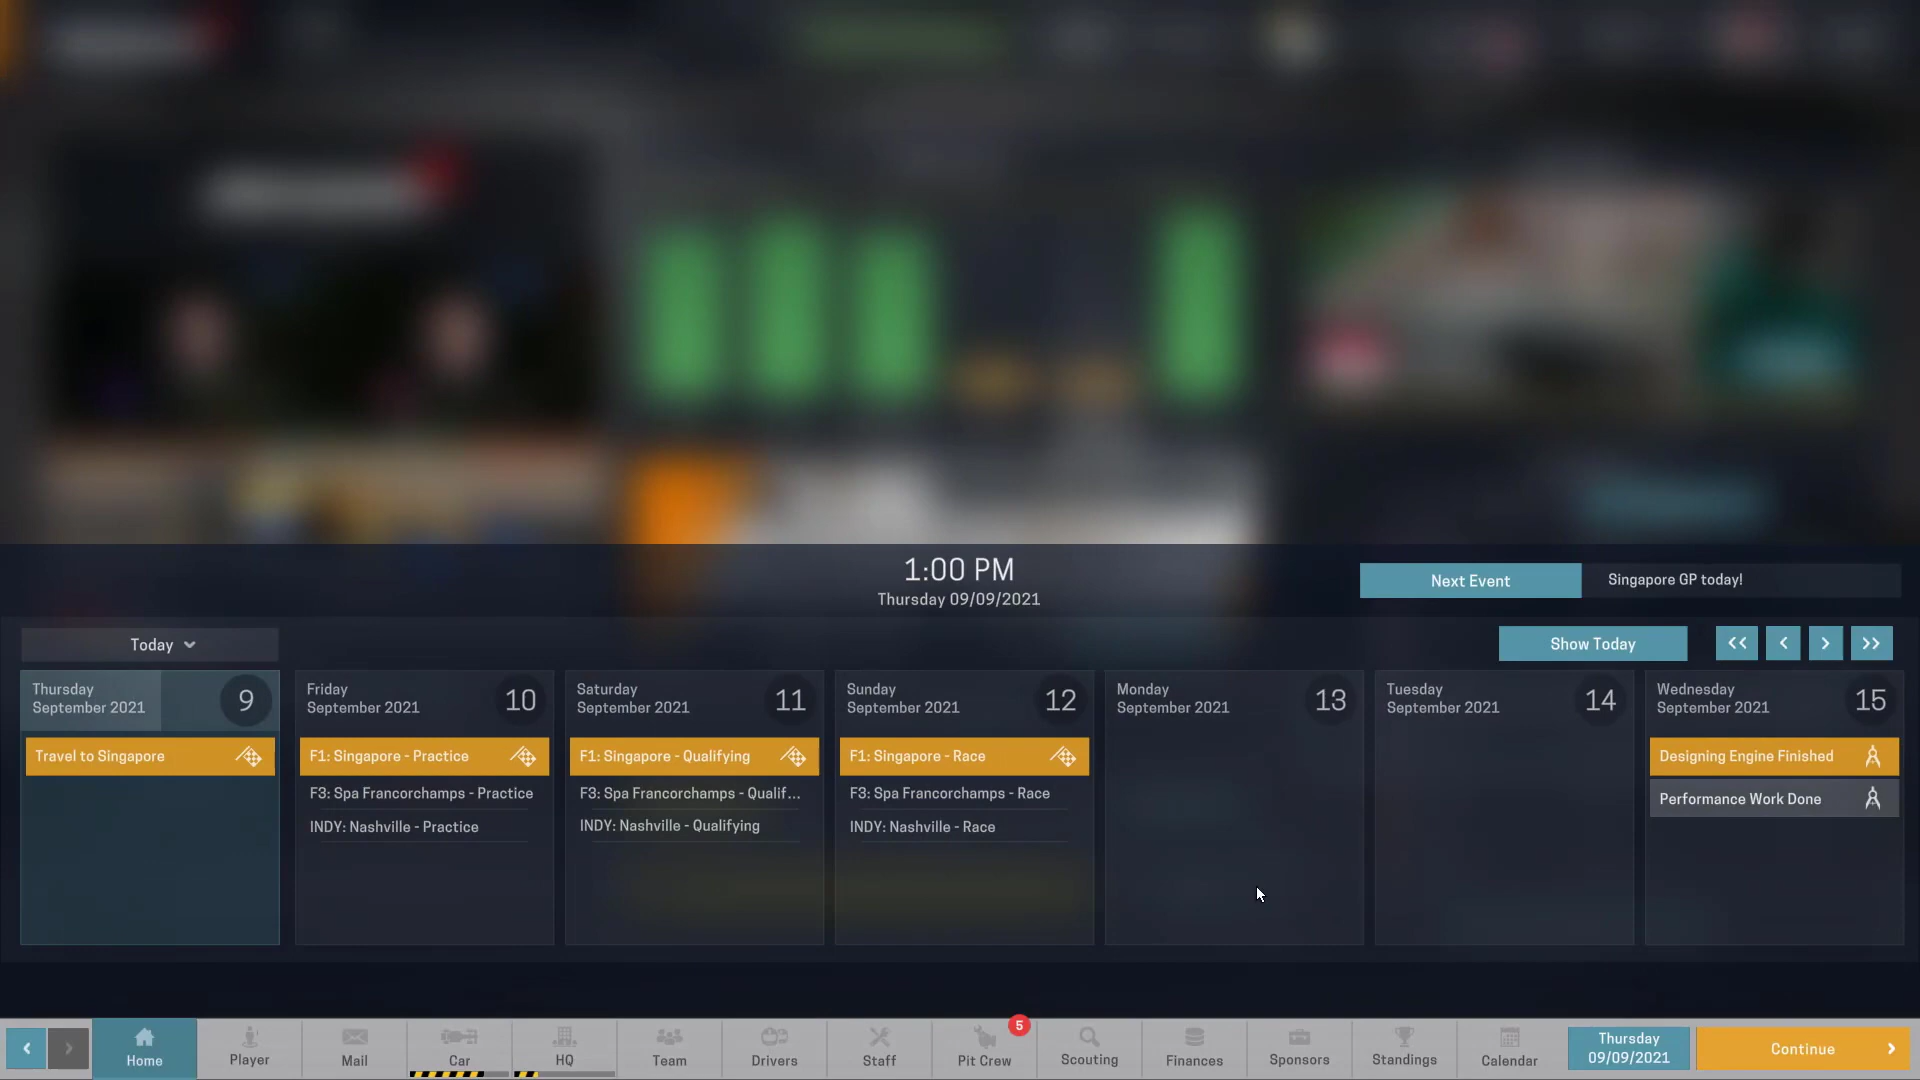 1:00 PM
Thursday 09/09/2021
Next Event
Singapore GP today!
Today
Show Today
Thursday
September 2021
9
Travel to Singapore
Friday
September 2021
10
F1: Singapore - Practice
F3: Spa Francorchamps - Practice
INDY: Nashville - Practice
Saturday
September 2021
11
F1: Singapore - Qualifying
F3: Spa Francorchamps - Qualif...
INDY: Nashville - Qualifying
Sunday
September 2021
12
F1: Singapore - Race
F3: Spa Francorchamps - Race
INDY: Nashville - Race
Monday
September 2021
13
Tuesday
September 2021
14
Wednesday
September 2021
15
Designing Engine Finished
Performance Work Done
Home
Player
Mail
Car
HQ
Team
Drivers
Staff
5
Pit Crew
Scouting
Finances
Sponsors
Standings
Calendar
Thursday
09/09/2021
Continue